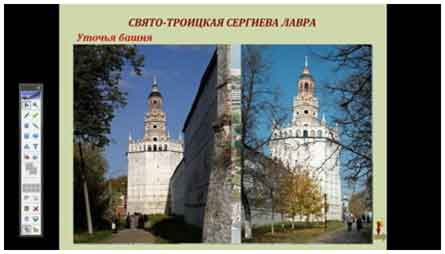 СВЯТО-ТРОИЦКАЯ СЕРГИЕВА ЛАВРА
Уточья башня